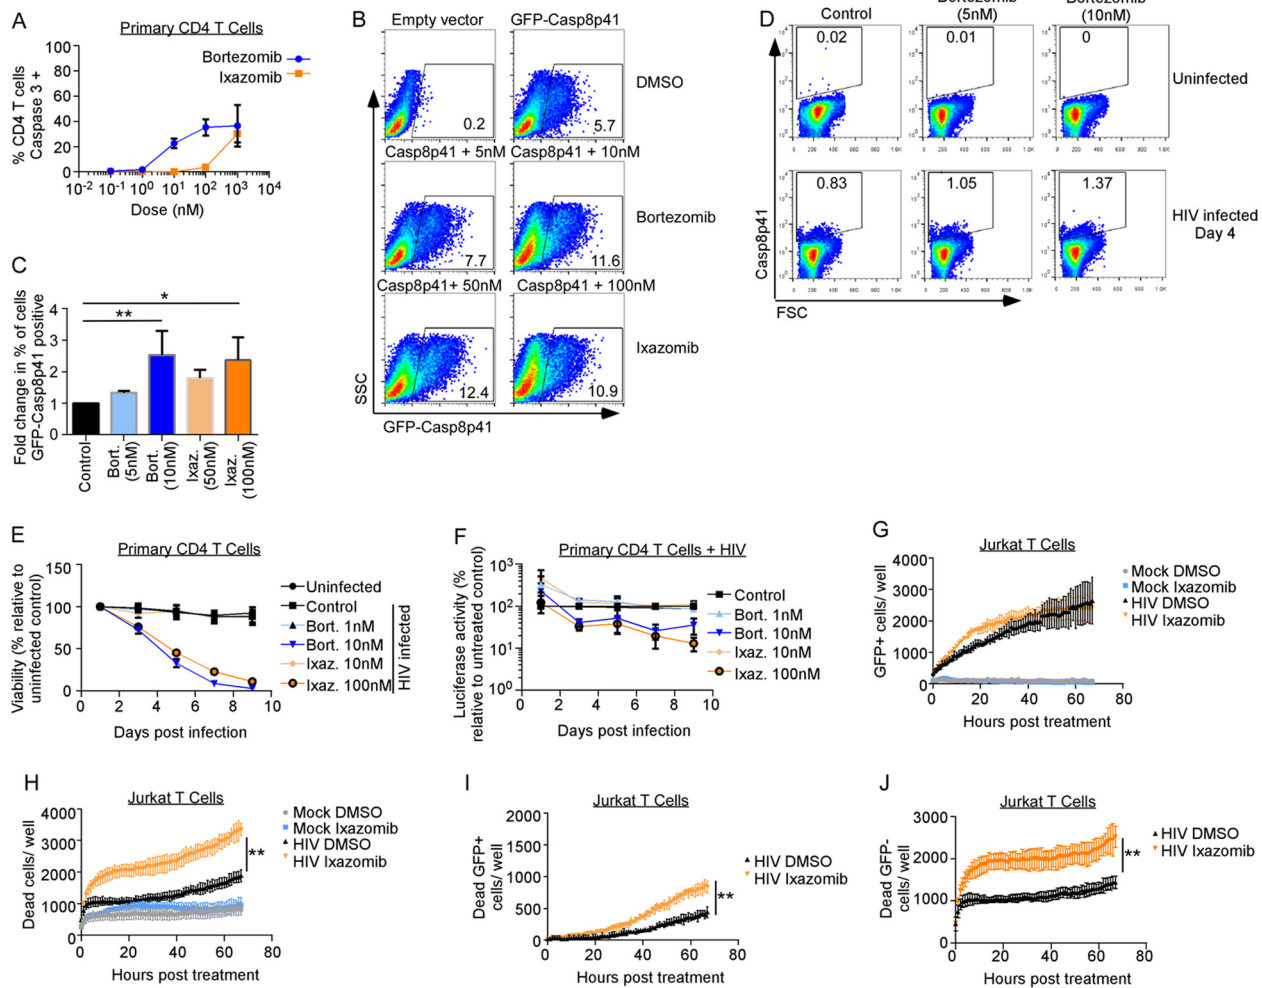 A
Primary CD4 T Cells
% CD4 T cells
Caspase 3 +
100
80
60
40
20
0
Bortezomib
Ixazomib
10-2 10-1 100 101 102 103 104
Dose (nM)
B
Empty vector
GFP-Casp8p41
0.2
5.7
DMSO
Casp8p41 + 5nM
Casp8p41 + 10nM
7.7
11.6
Bortezomib
Casp8p41+ 50nM
Casp8p41 + 100nM
12.4
10.9
Ixazomib
SSC
GFP-Casp8p41
C
Fold change in % of cells
GFP-Casp8p41 positive
4
3
2
1
0
**
*
Control
Bort.
(5nM)
Bort.
(10nM)
Ixaz.
(50nM)
Ixaz.
(100nM)
D
Control
(5nM)
(10nM)
0.02
0.01
0
Uninfected
0.83
1.05
1.37
HIV infected
Day 4
Casp8p41
FSC
E
Primary CD4 T Cells
Viability (% relative to
uninfected control)
150
100
50
0
0 2 4 6 8 10
Days post infection
Uninfected
Control
Bort. 1nM
Bort. 10nM
Ixaz. 10nM
Ixaz. 100nM
HIV infected
F
Primary CD4 T Cells + HIV
Luciferase activity (%
relative to untreated control)
103
102
101
100
0 2 4 6 8 10
Days post infection
Control
Bort. 1nM
Bort. 10nM
Ixaz. 10nM
Ixaz. 100nM
G
Jurkat T Cells
GFP+ cells/ well
4000
3000
2000
1000
0
0 20 40 60 80
Hours post treatment
Mock DMSO
Mock Ixazomib
HIV DMSO
HIV Ixazomib
H
Jurkat T Cells
Dead cells/ well
4000
3000
2000
1000
0
0 20 40 60 80
Hours post treatment
Mock DMSO
Mock Ixazomib
HIV DMSO
HIV Ixazomib
**
I
Jurkat T Cells
Dead GFP+
cells/ well
2000
1500
1000
500
0
0 20 40 60 80
Hours post treatment
HIV DMSO
HIV Ixazomib
**
J
Jurkat T Cells
Dead GFP-
cells/ well
3000
2000
1000
0
0 20 40 60 80
Hours post treatment
HIV DMSO
HIV Ixazomib
**